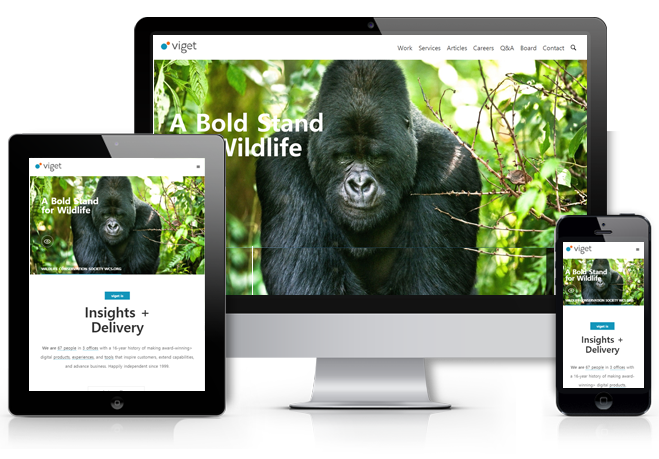 viget
Work Services Articles Careers Q&A Board Contact
A Bold Stand
Wildlife
viget
A Bold Stand
for Wildlife
WILDLIFE CONSERVATION SOCIETY WCS.ORG
viget is
Insights +
Delivery
We are 67 people in 3 offices with a 16-year history of making award-winning+
digital products, experiences, and tools that inspire customers, extend capabilities,
and advance business. Happily independent since 1999.
viget
A Bold Stand
for Wildlife
WILDLIFE CONSERVATION SOCIETY WCS.ORG
viget is
Insights +
Delivery
We are 67 people in 3 offices with
a 16-year history of making award-
winning+ digital products,